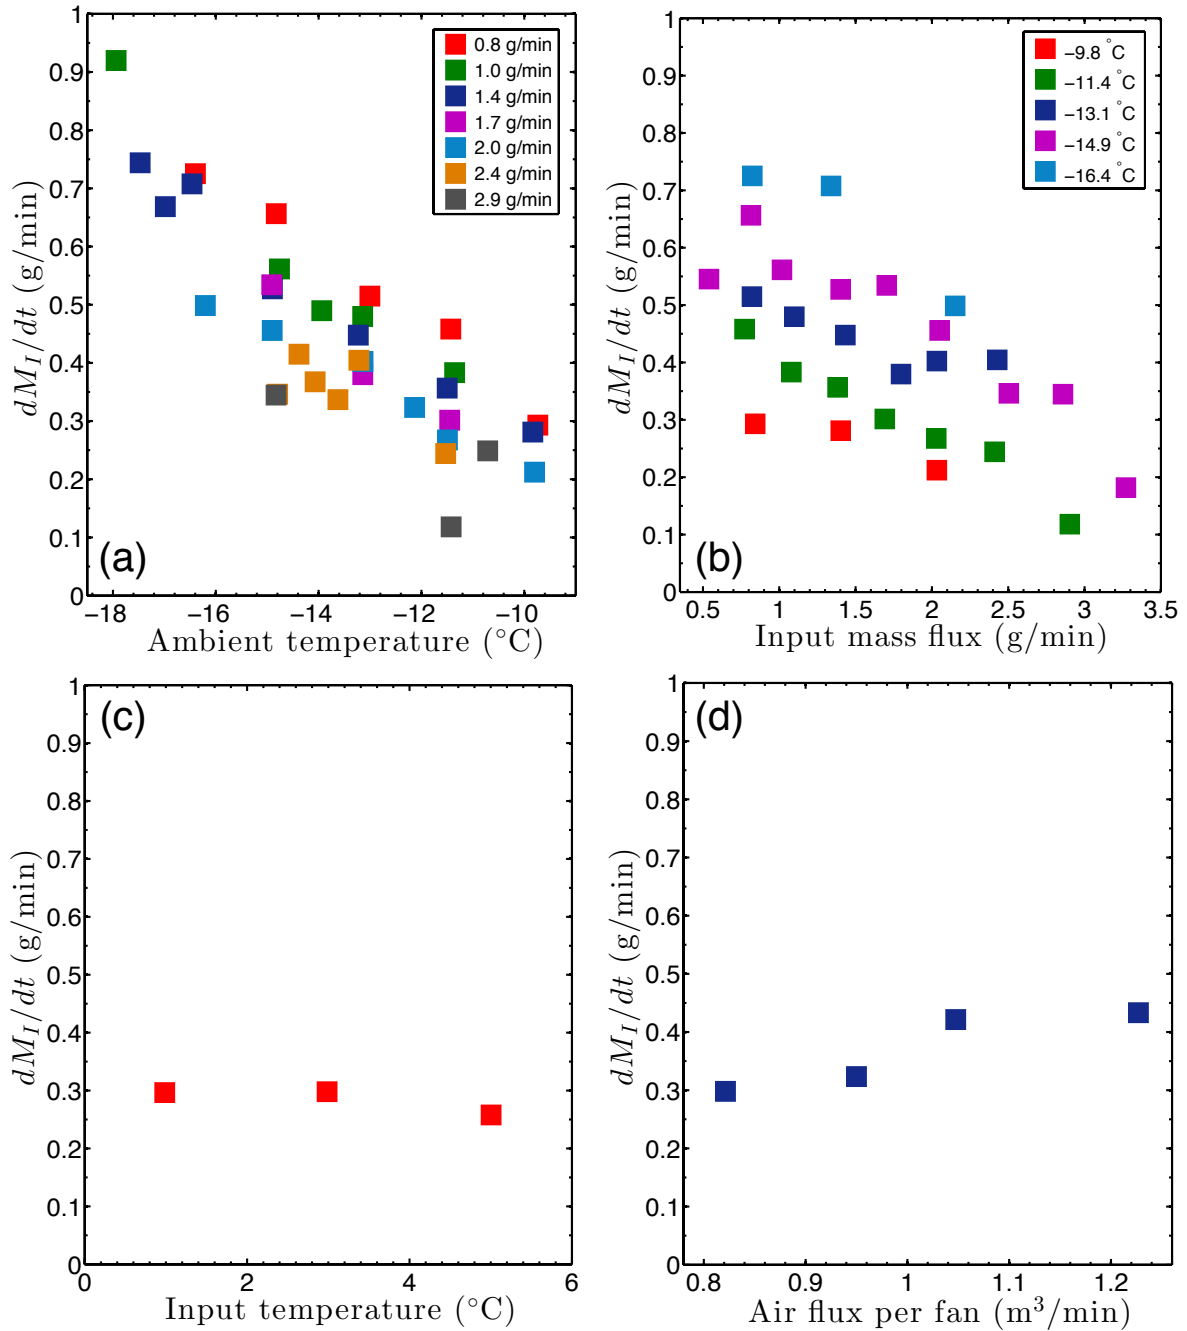 1
0.9
0.8
0.7
0.6
0.5
0.4
0.3
0.2
0.1
0
dM_I/dt (g/min)
0.8 g/min
1.0 g/min
1.4 g/min
1.7 g/min
2.0 g/min
2.4 g/min
2.9 g/min
(a)
−18 −16 −14 −12 −10
Ambient temperature (°C)
1
0.9
0.8
0.7
0.6
0.5
0.4
0.3
0.2
0.1
0
dM_I/dt (g/min)
−9.8 °C
−11.4 °C
−13.1 °C
−14.9 °C
−16.4 °C
(b)
0.5 1 1.5 2 2.5 3 3.5
Input mass flux (g/min)
1
0.9
0.8
0.7
0.6
0.5
0.4
0.3
0.2
0.1
0
dM_I/dt (g/min)
(c)
0 2 4 6
Input temperature (°C)
1
0.9
0.8
0.7
0.6
0.5
0.4
0.3
0.2
0.1
0
dM_I/dt (g/min)
(d)
0.8 0.9 1 1.1 1.2
Air flux per fan (m³/min)